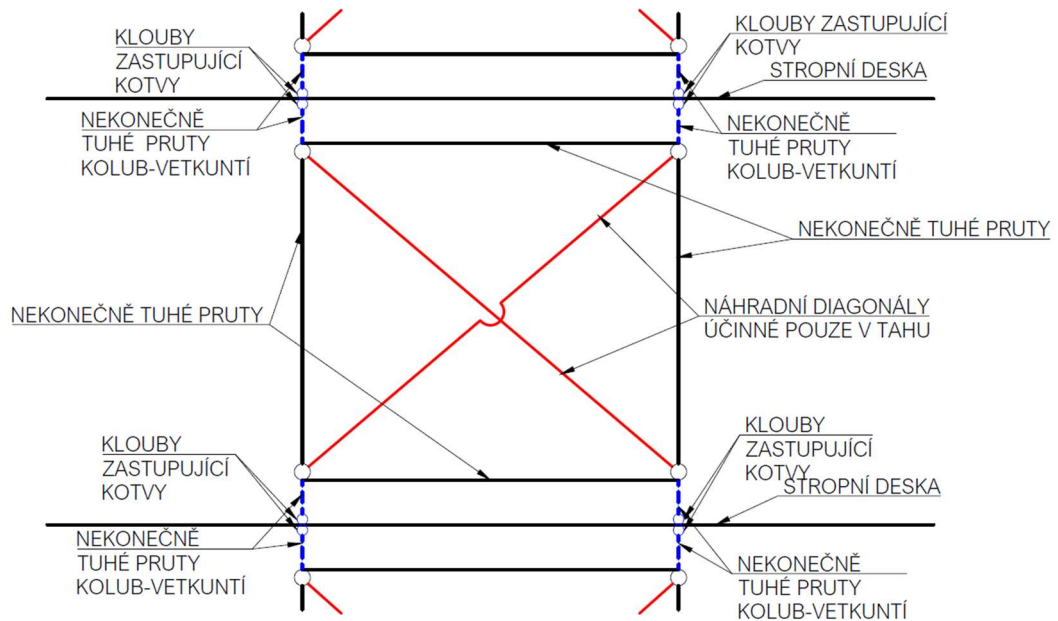 KLOUBY
ZASTUPUJÍCÍ
KOTVY
KLOUBY ZASTUPUJÍCÍ
KOTVY
STROPNÍ DESKA
NEKONEČNĚ
TUHÉ PRUTY
KOLUB-VETKUNTÍ
NEKONEČNĚ
TUHÉ PRUTY
KOLUB-VETKUNTÍ
NEKONEČNĚ TUHÉ PRUTY
NEKONEČNĚ TUHÉ PRUTY
NÁHRADNÍ DIAGONÁLY
ÚČINNÉ POUZE V TAHU
KLOUBY
ZASTUPUJÍCÍ
KOTVY
KLOUBY
ZASTUPUJÍCÍ
KOTVY
STROPNÍ DESKA
NEKONEČNĚ
TUHÉ PRUTY
KOLUB-VETKUNTÍ
NEKONEČNĚ
TUHÉ PRUTY
KOLUB-VETKUNTÍ